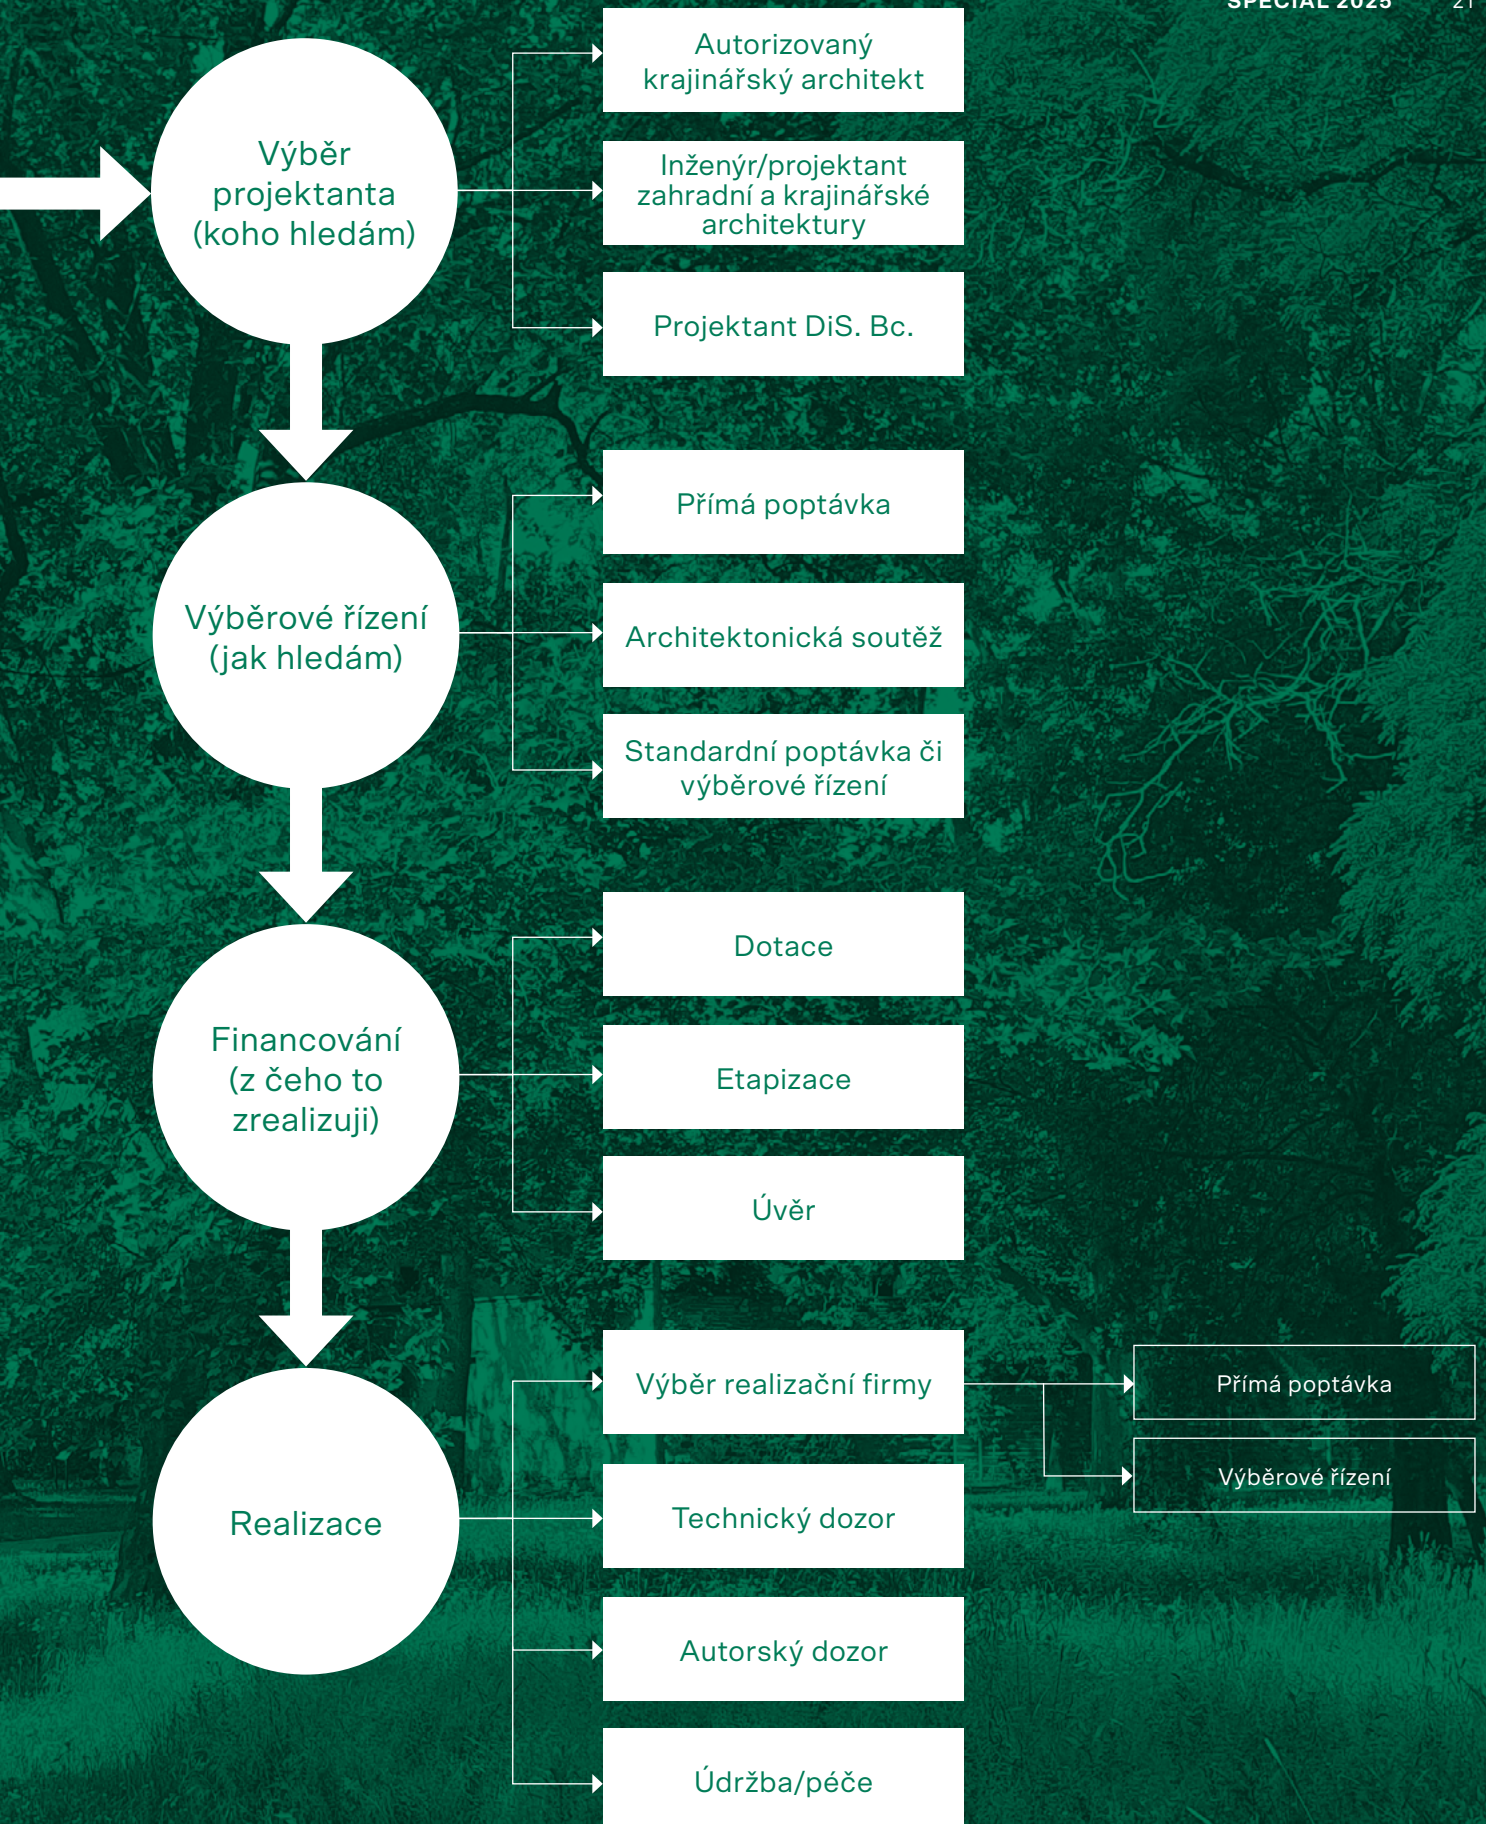 SPECIÁL 2025 21
Výběr
projektanta
(koho hledám)
Autorizovaný
krajinářský architekt
Inženýr/projektant
zahradní a krajinářské
architektury
Projektant DiS. Bc.
Výběrové řízení
(jak hledám)
Přímá poptávka
Architektonická soutěž
Standardní poptávka či
výběrové řízení
Financování
(z čeho to
zrealizuji)
Dotace
Etapizace
Úvěr
Realizace
Výběr realizační firmy
Přímá poptávka
Výběrové řízení
Technický dozor
Autorský dozor
Údržba/péče